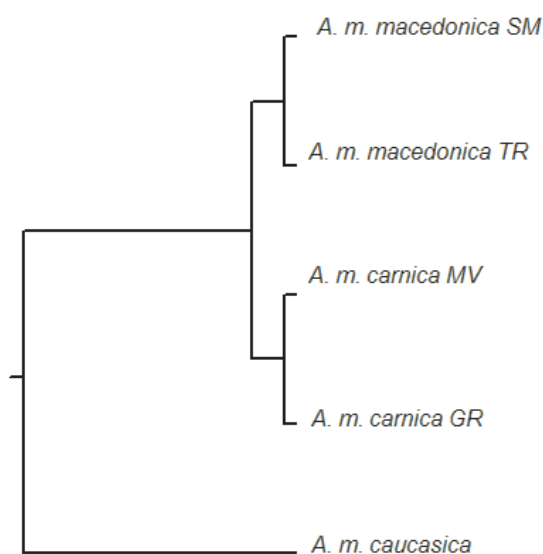 A. m. macedonica SM
A. m. macedonica TR
A. m. carnica MV
A. m. carnica GR
A. m. caucasica